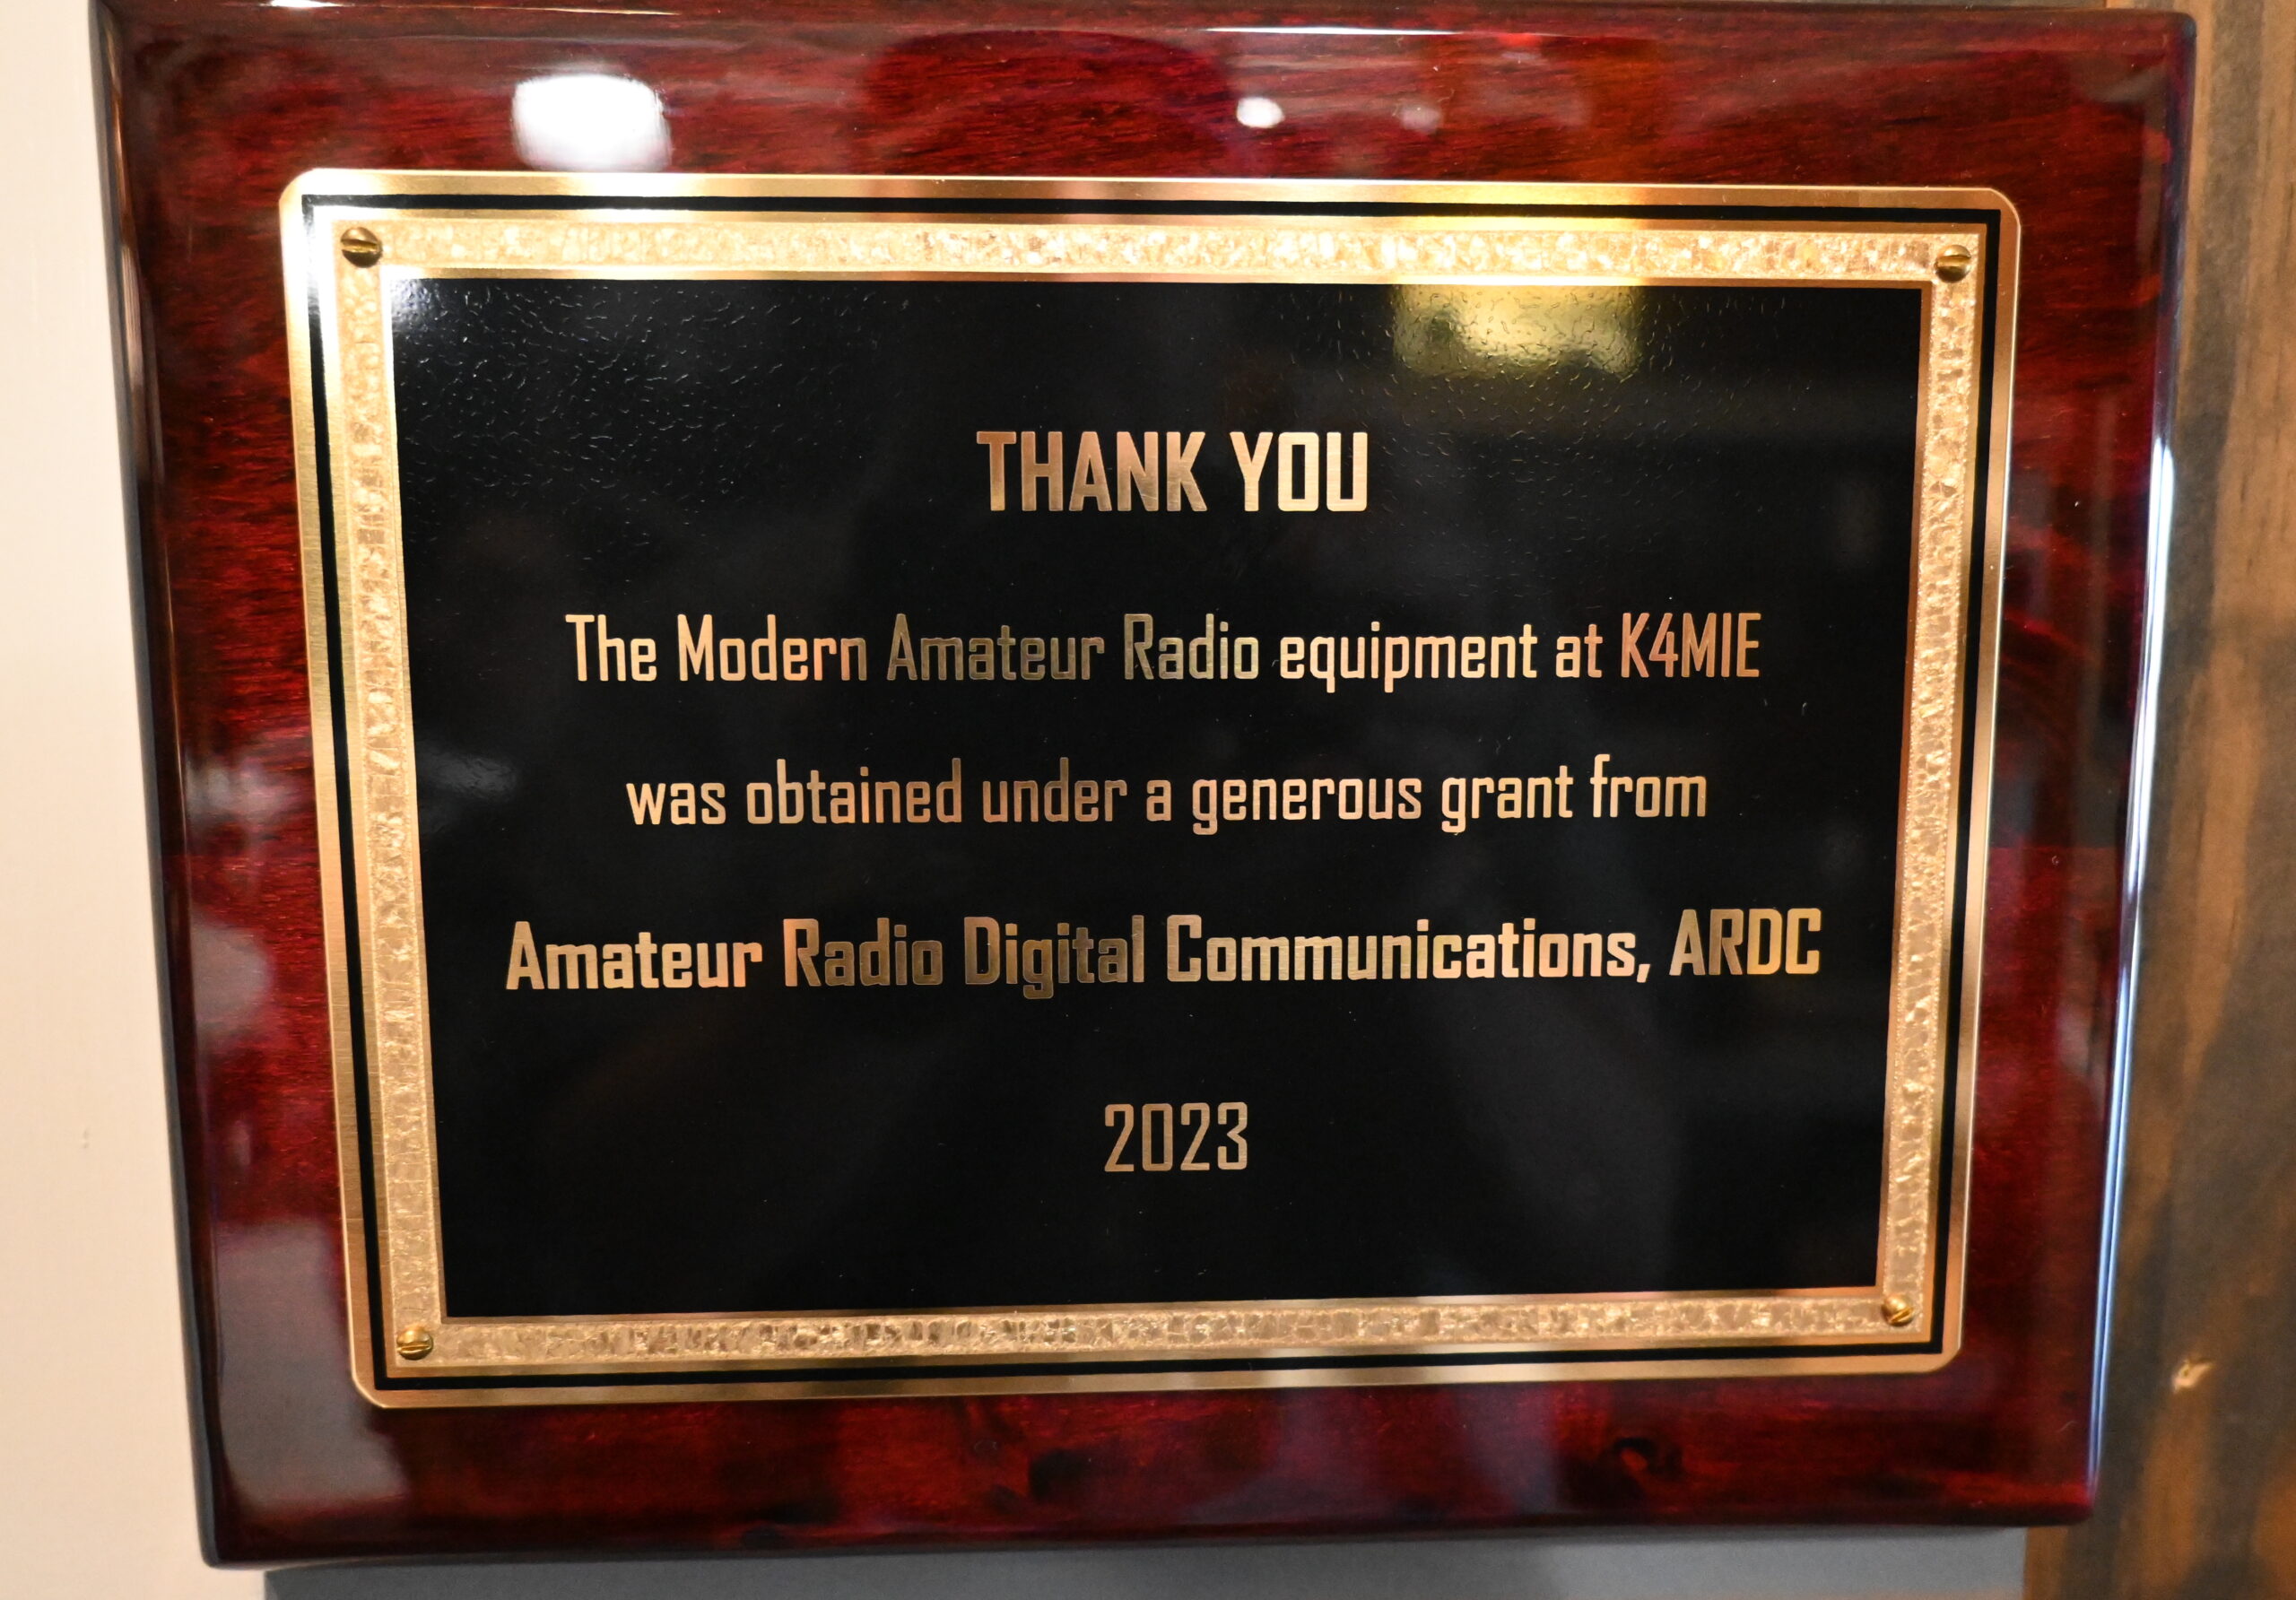 THANK YOU
The Modern Amateur Radio equipment at K4MIE
was obtained under a generous grant from
Amateur Radio Digital Communications, ARDC
2023